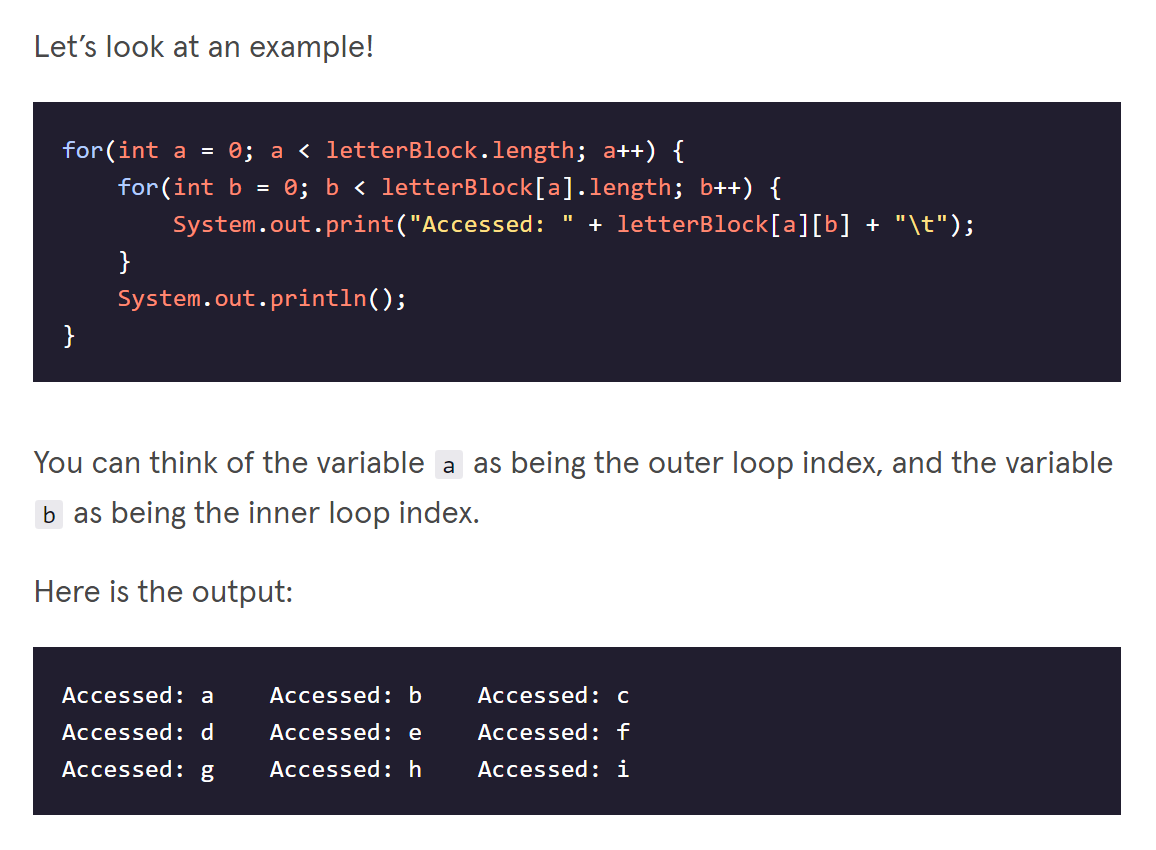 Let’s look at an example!
for(int a = 0; a < letterBlock.length; a++) {
    for(int b = 0; b < letterBlock[a].length; b++) {
        System.out.print("Accessed: " + letterBlock[a][b] + "\t");
    }
    System.out.println();
}
You can think of the variable a as being the outer loop index, and the variable
b as being the inner loop index.
Here is the output:
Accessed: a    Accessed: b    Accessed: c
Accessed: d    Accessed: e    Accessed: f
Accessed: g    Accessed: h    Accessed: i